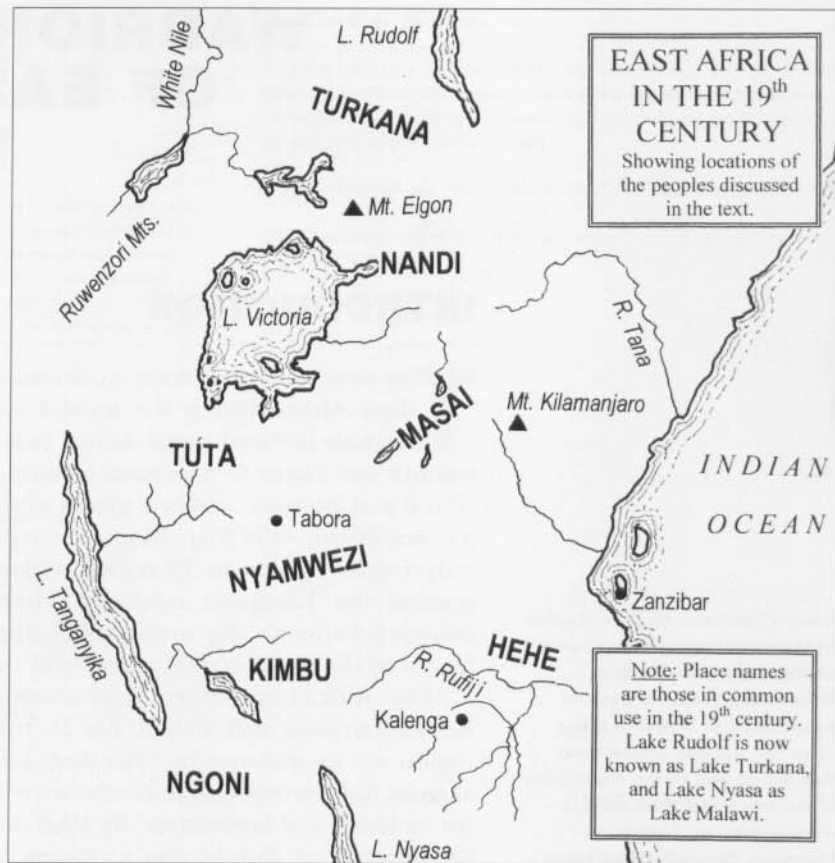 L. Rudolf
White Nile
TURKANA
EAST AFRICA
IN THE 19th
CENTURY
Showing locations of
the peoples discussed
in the text.
Mt. Elgon
Ruwenzori Mts.
NANDI
L. Victoria
R. Tana
MASAI
Mt. Kilamanjaro
TUTA
INDIAN
OCEAN
Tabora
NYAMWEZI
L. Tanganyika
Zanzibar
KIMBU
HEHE
R. Rufiji
Kalenga
NGONI
L. Nyasa
Note: Place names
are those in common
use in the 19th century.
Lake Rudolf is now
known as Lake Turkana,
and Lake Nyasa as
Lake Malawi.